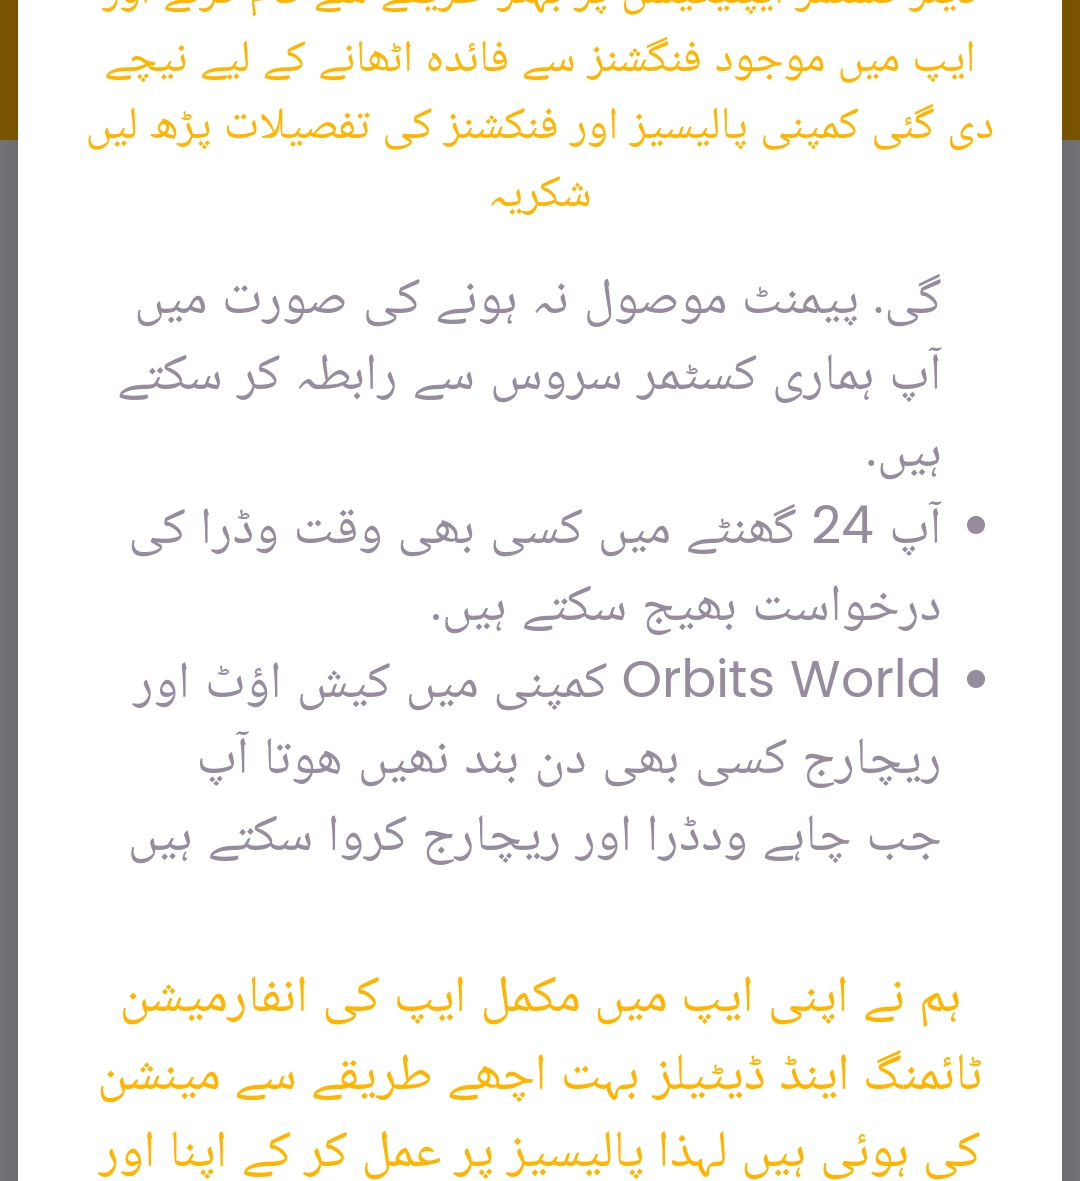 ایپ میں موجود فنگشنز سے فائدہ اٹھانے کے لیے نیچے
دی گئی کمپنی پالیسیز اور فنکشنز کی تفصیلات پڑھ لیں
شکریہ
گی. پیمنٹ موصول نہ ہونے کی صورت میں
آپ ہماری کسٹمر سروس سے رابطہ کر سکتے
ہیں.
• آپ 24 گھنٹے میں کسی بھی وقت وڈرا کی
درخواست بھیج سکتے ہیں.
• Orbits World کمپنی میں کیش اؤٹ اور
ریچارج کسی بھی دن بند نھیں ھوتا آپ
جب چاہے ودڈرا اور ریچارج کروا سکتے ہیں
ہم نے اپنی ایپ میں مکمل ایپ کی انفارمیشن
ٹائمنگ اینڈ ڈیٹیلز بہت اچھے طریقے سے مینشن
کی ہوئی ہیں لہذا پالیسیز پر عمل کر کے اپنا اور